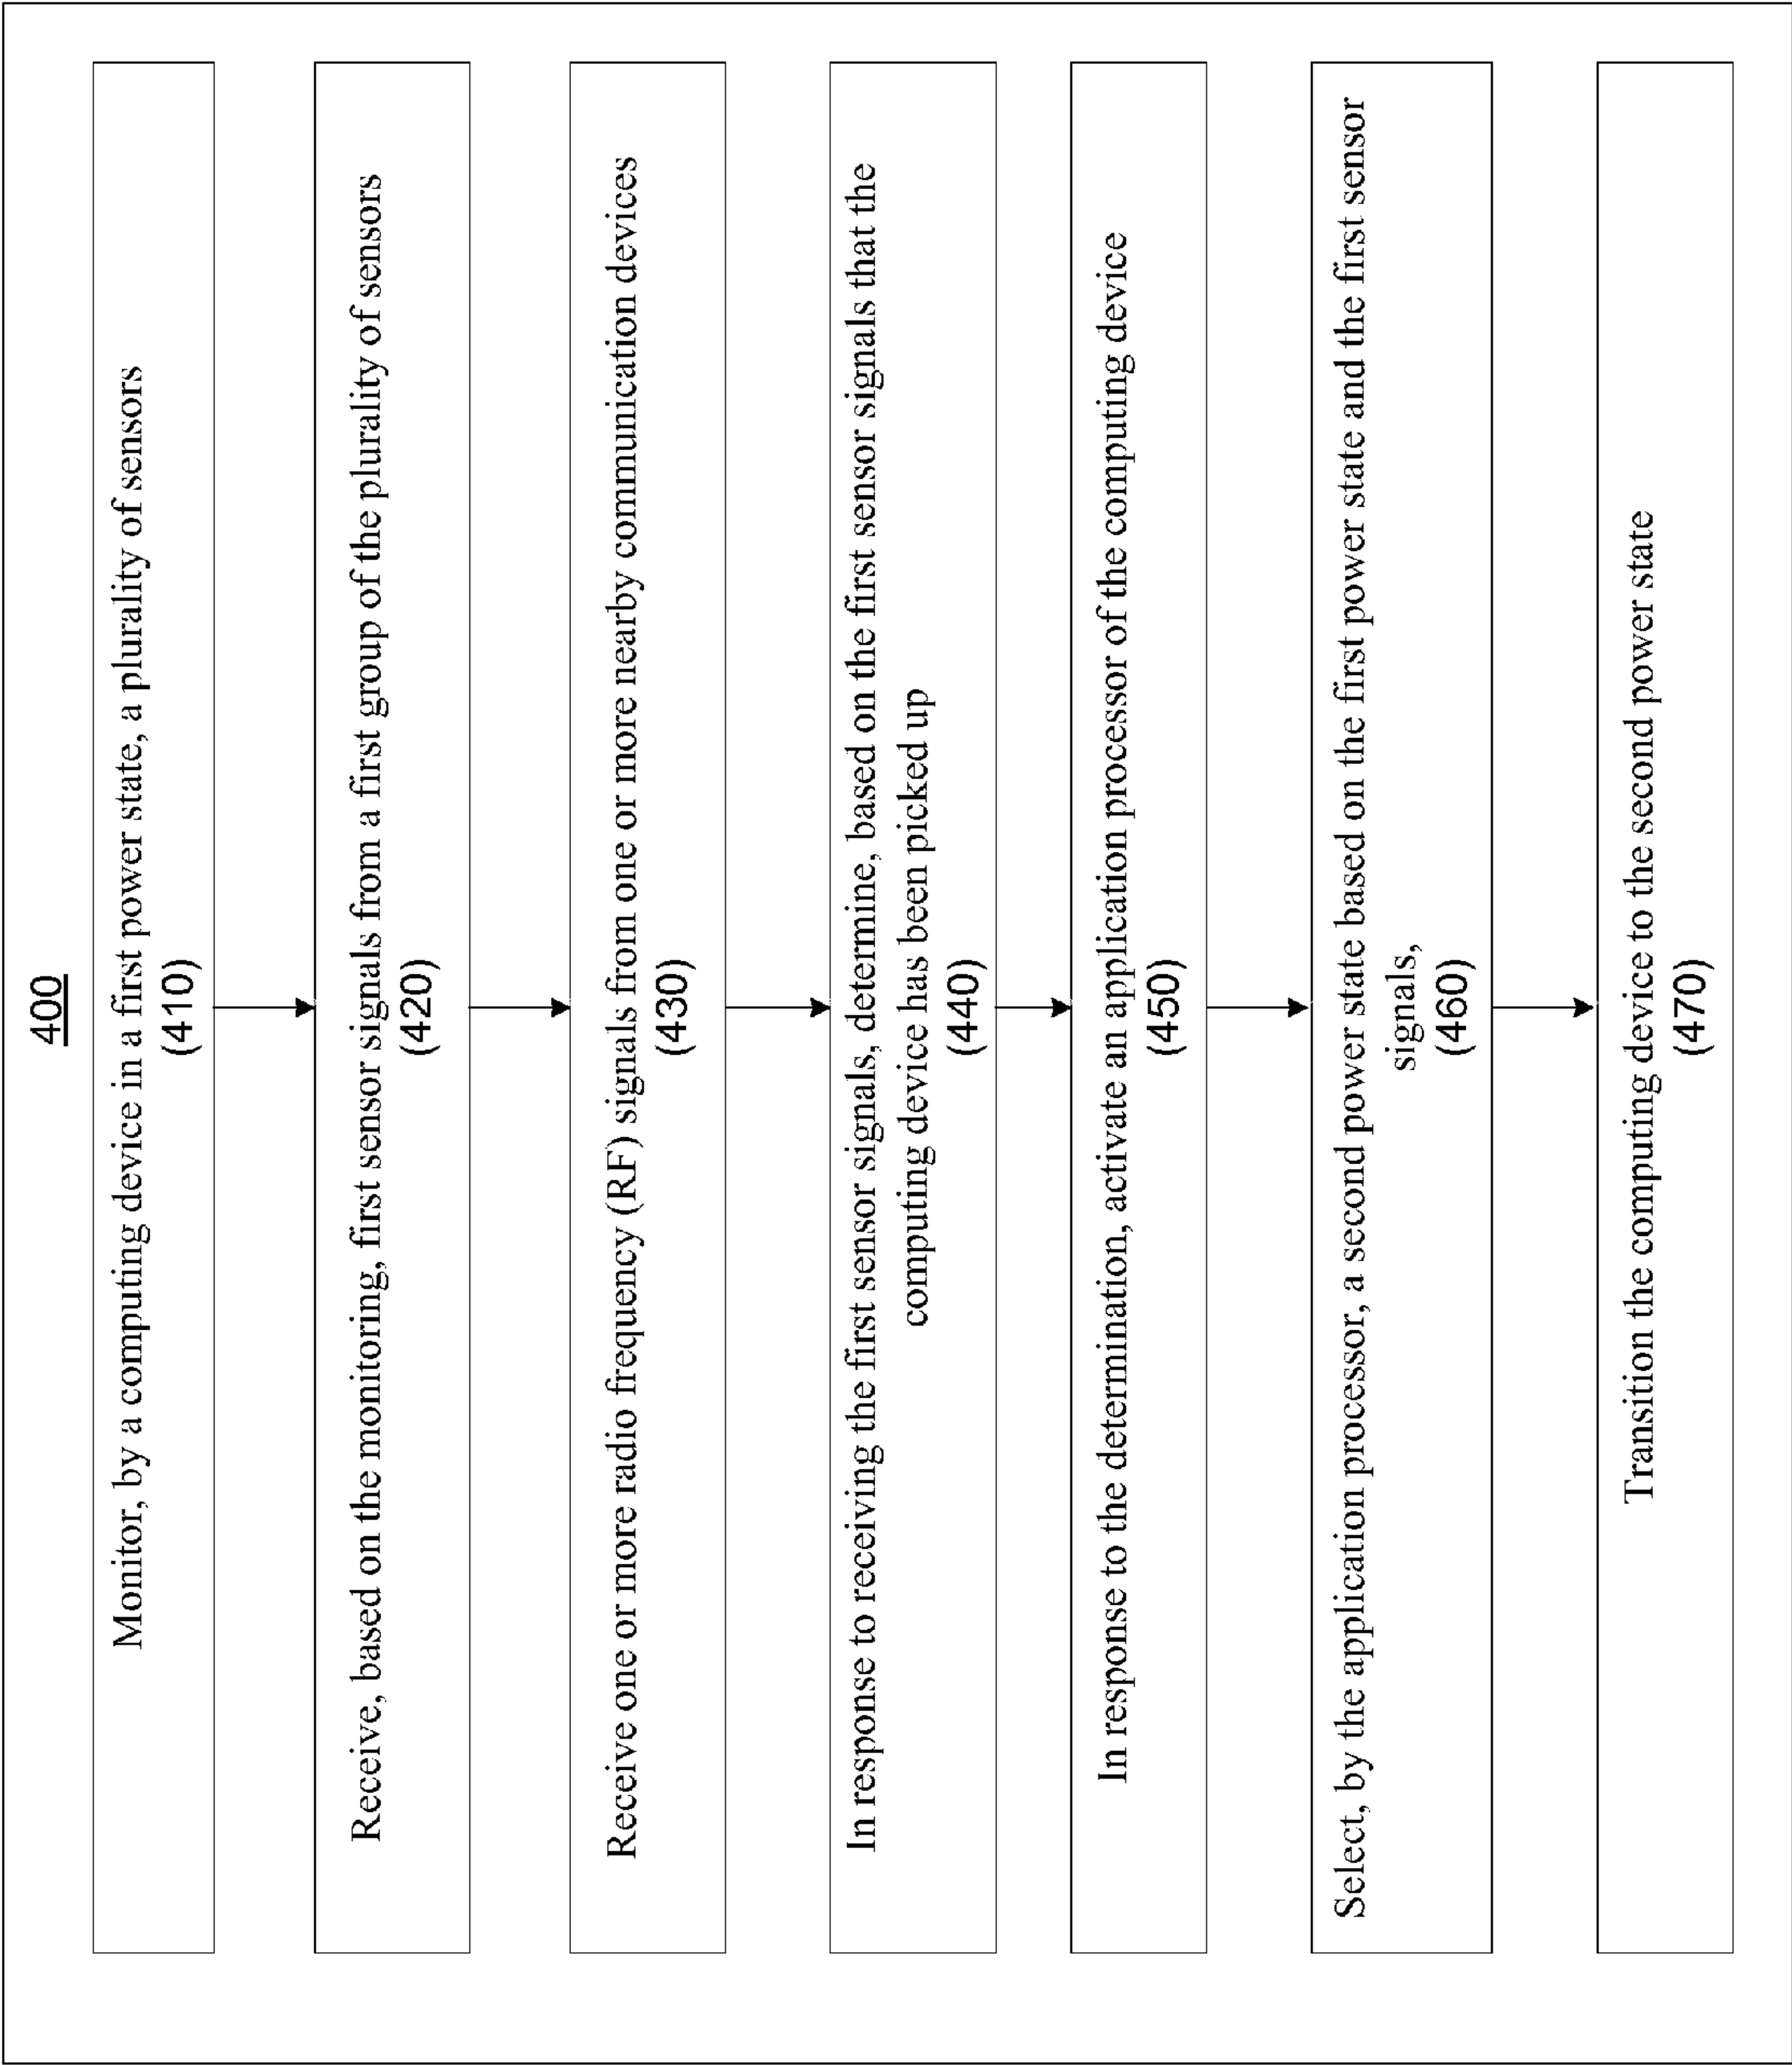 400
Monitor, by a computing device in a first power state, a plurality of sensors
(410)
Receive, based on the monitoring, first sensor signals from a first group of the plurality of sensors
(420)
Receive one or more radio frequency (RF) signals from one or more nearby communication devices
(430)
In response to receiving the first sensor signals, determine, based on the first sensor signals that the
computing device has been picked up
(440)
In response to the determination, activate an application processor of the computing device
(450)
Select, by the application processor, a second power state based on the first power state and the first sensor
signals,
(460)
Transition the computing device to the second power state
(470)